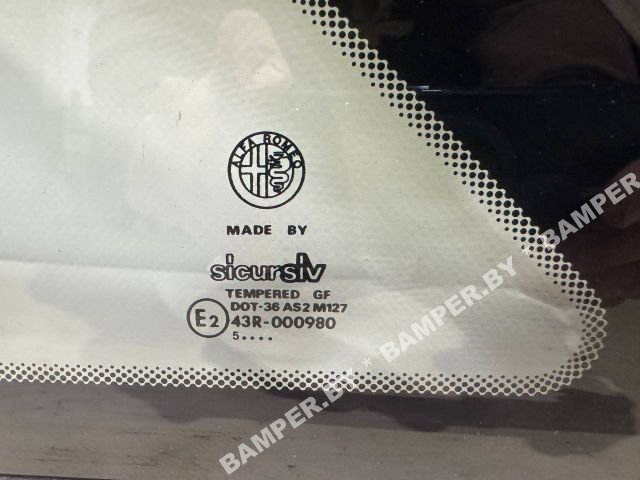 ALFA ROMEO
MADE BY
sicursiv
TEMPERED GF
DOT-36 AS2 M127
E2 43R-000980
5....
BAMPER.BY * BAMPER.BY * BAMPER.BY